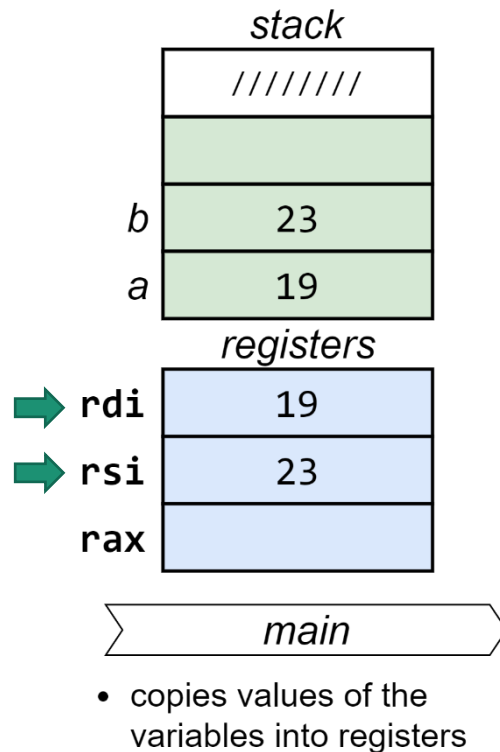 stack
////////
b 23
a 19
registers
rdi 19
rsi 23
rax
main
• copies values of the
variables into registers